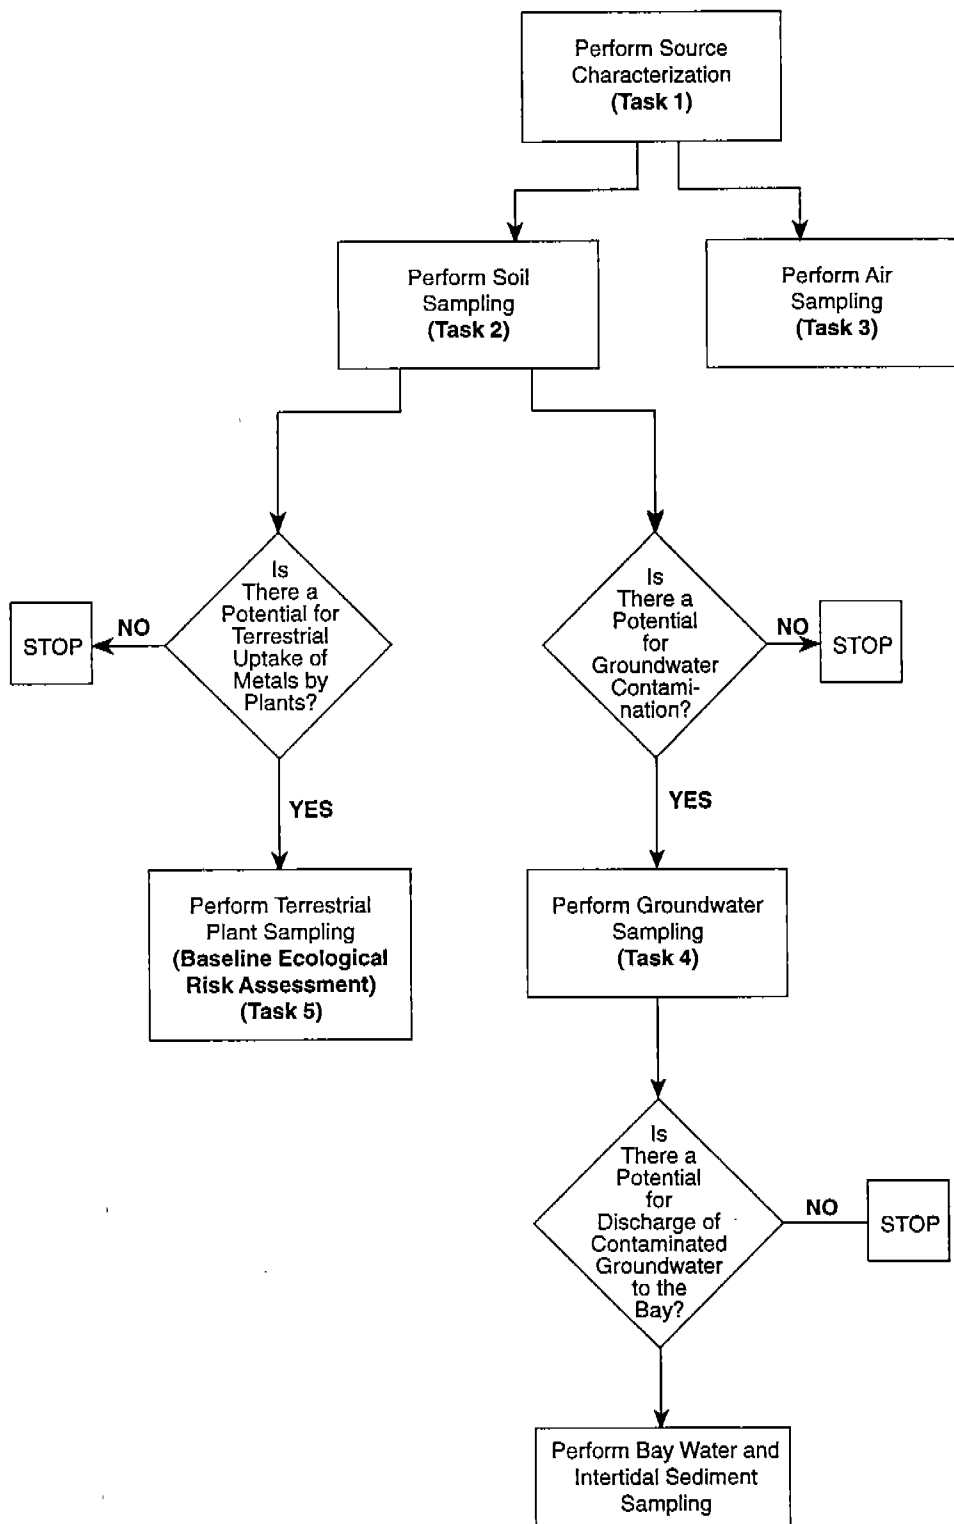 Perform Source
Characterization
(Task 1)
Perform Soil
Sampling
(Task 2)
Perform Air
Sampling
(Task 3)
Is
There a
Potential for
Terrestrial
Uptake of
Metals by
Plants?
NO
STOP
YES
Perform Terrestrial
Plant Sampling
(Baseline Ecological
Risk Assessment)
(Task 5)
Is
There a
Potential
for
Groundwater
Contami-
nation?
NO
STOP
YES
Perform Groundwater
Sampling
(Task 4)
Is
There a
Potential
for
Discharge of
Contaminated
Groundwater
to the
Bay?
NO
STOP
Perform Bay Water and
Intertidal Sediment
Sampling